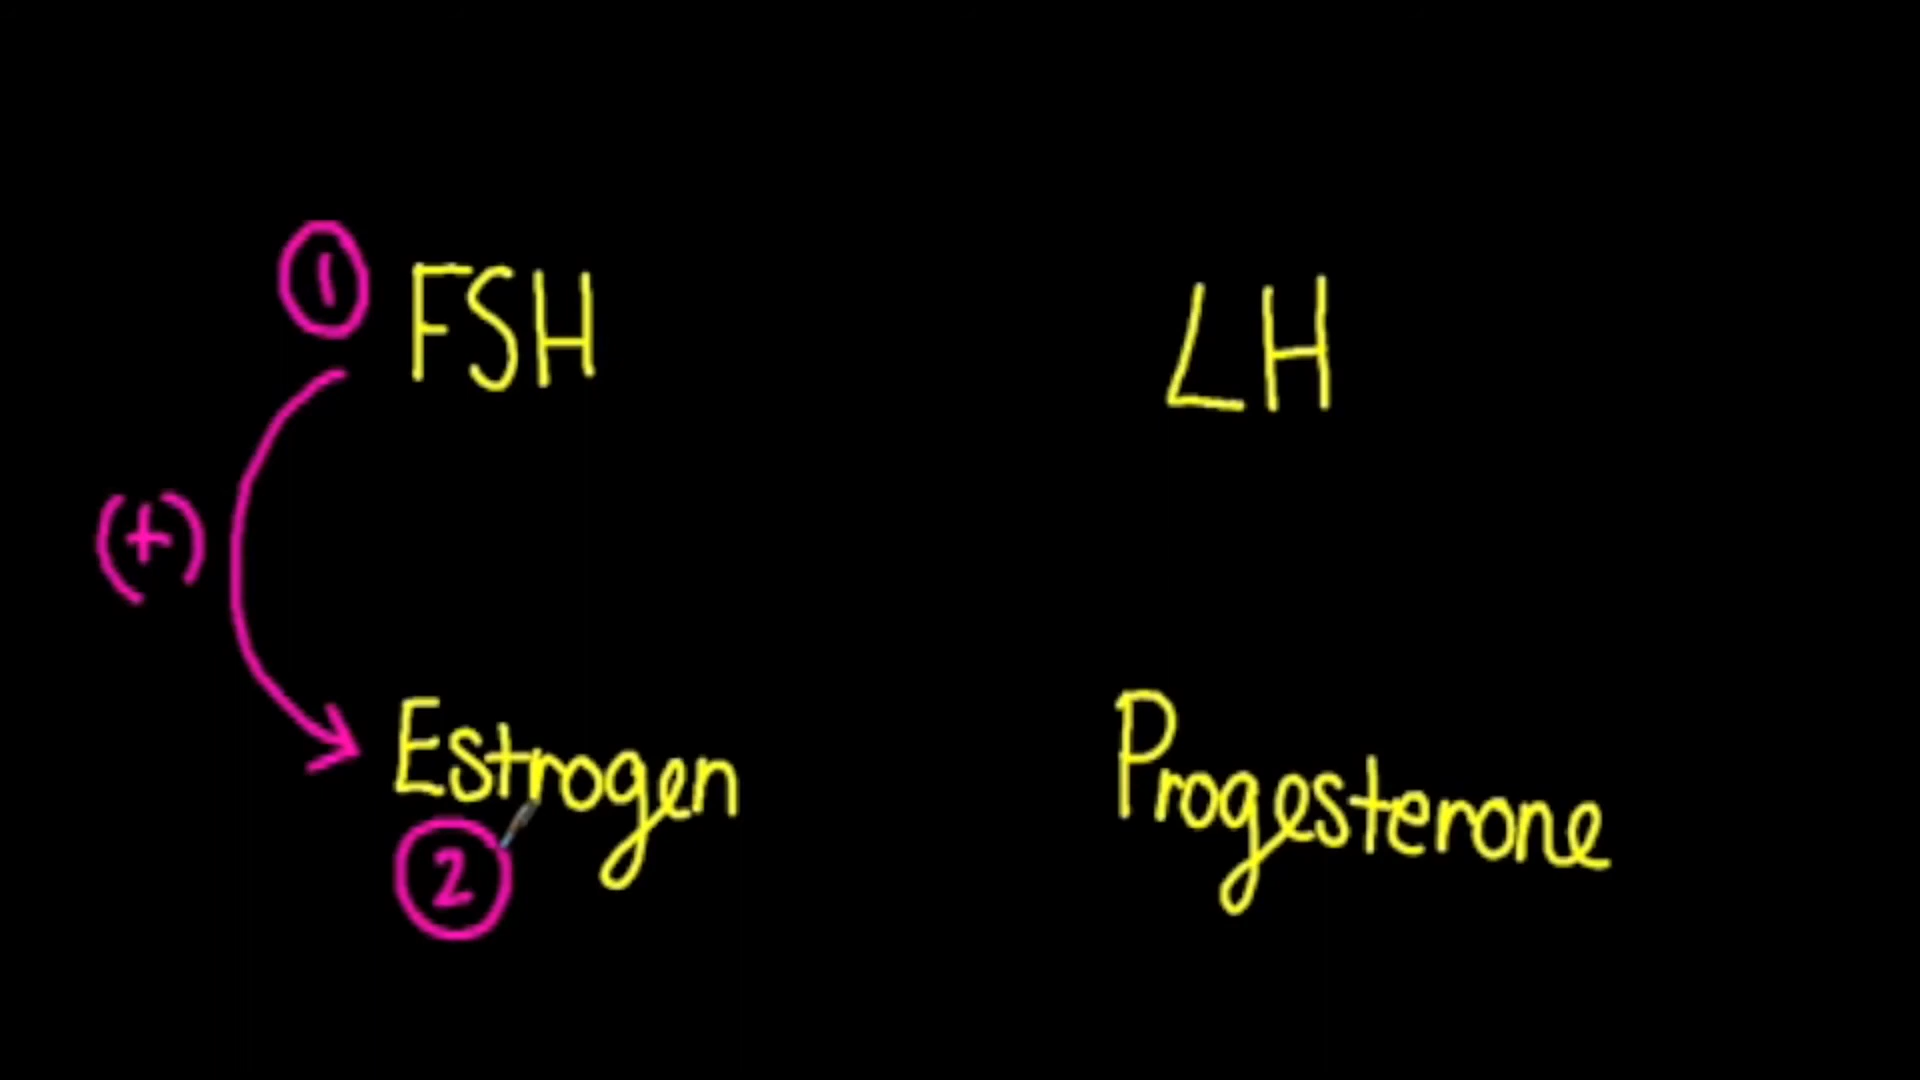 ① FSH
LH
(+)
Estrogen
Progesterone
②